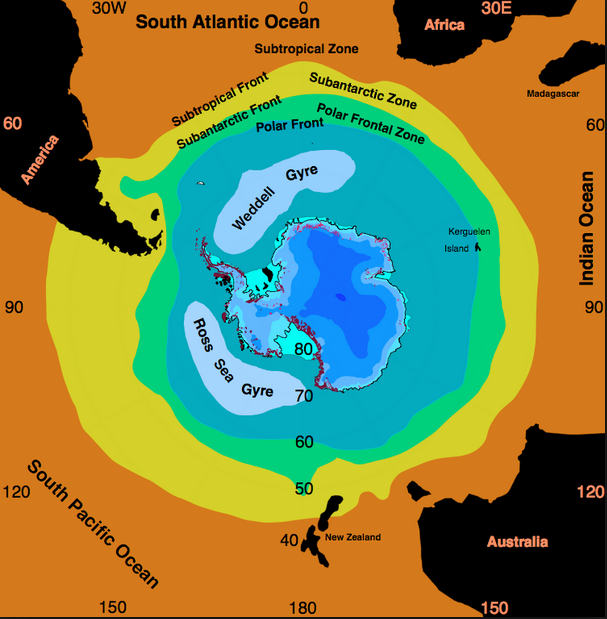 30W
0
30E
South Atlantic Ocean
Africa
Subtropical Zone
Madagascar
Subtropical Front
Subantarctic Zone
Subantarctic Front
Polar Frontal Zone
Polar Front
60
60
America
Weddell Gyre
Indian Ocean
Kerguelen
Island
90
90
Ross Sea Gyre
80
70
60
50
40
120
120
South Pacific Ocean
New Zealand
Australia
150
180
150